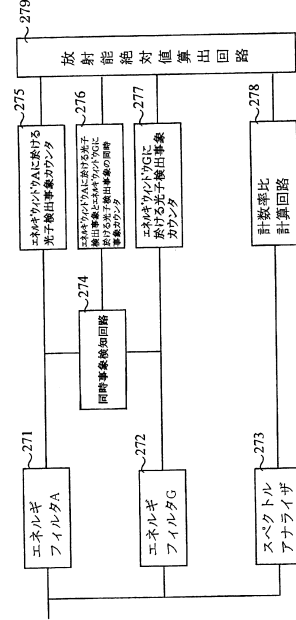 271
エネルギ
フィルタA
272
エネルギ
フィルタG
273
スペクトル
アナライザ
274
同時事象検知回路
275
エネルギウィンドウAに於ける
光子検出事象カウンタ
276
エネルギウィンドウAに於ける光子
検出事象とエネルギウィンドウGに
於ける光子検出事象の同時
事象カウンタ
277
エネルギウィンドウGに
於ける光子検出事象
カウンタ
278
計数率比
計算回路
279
放射能絶対値算出回路